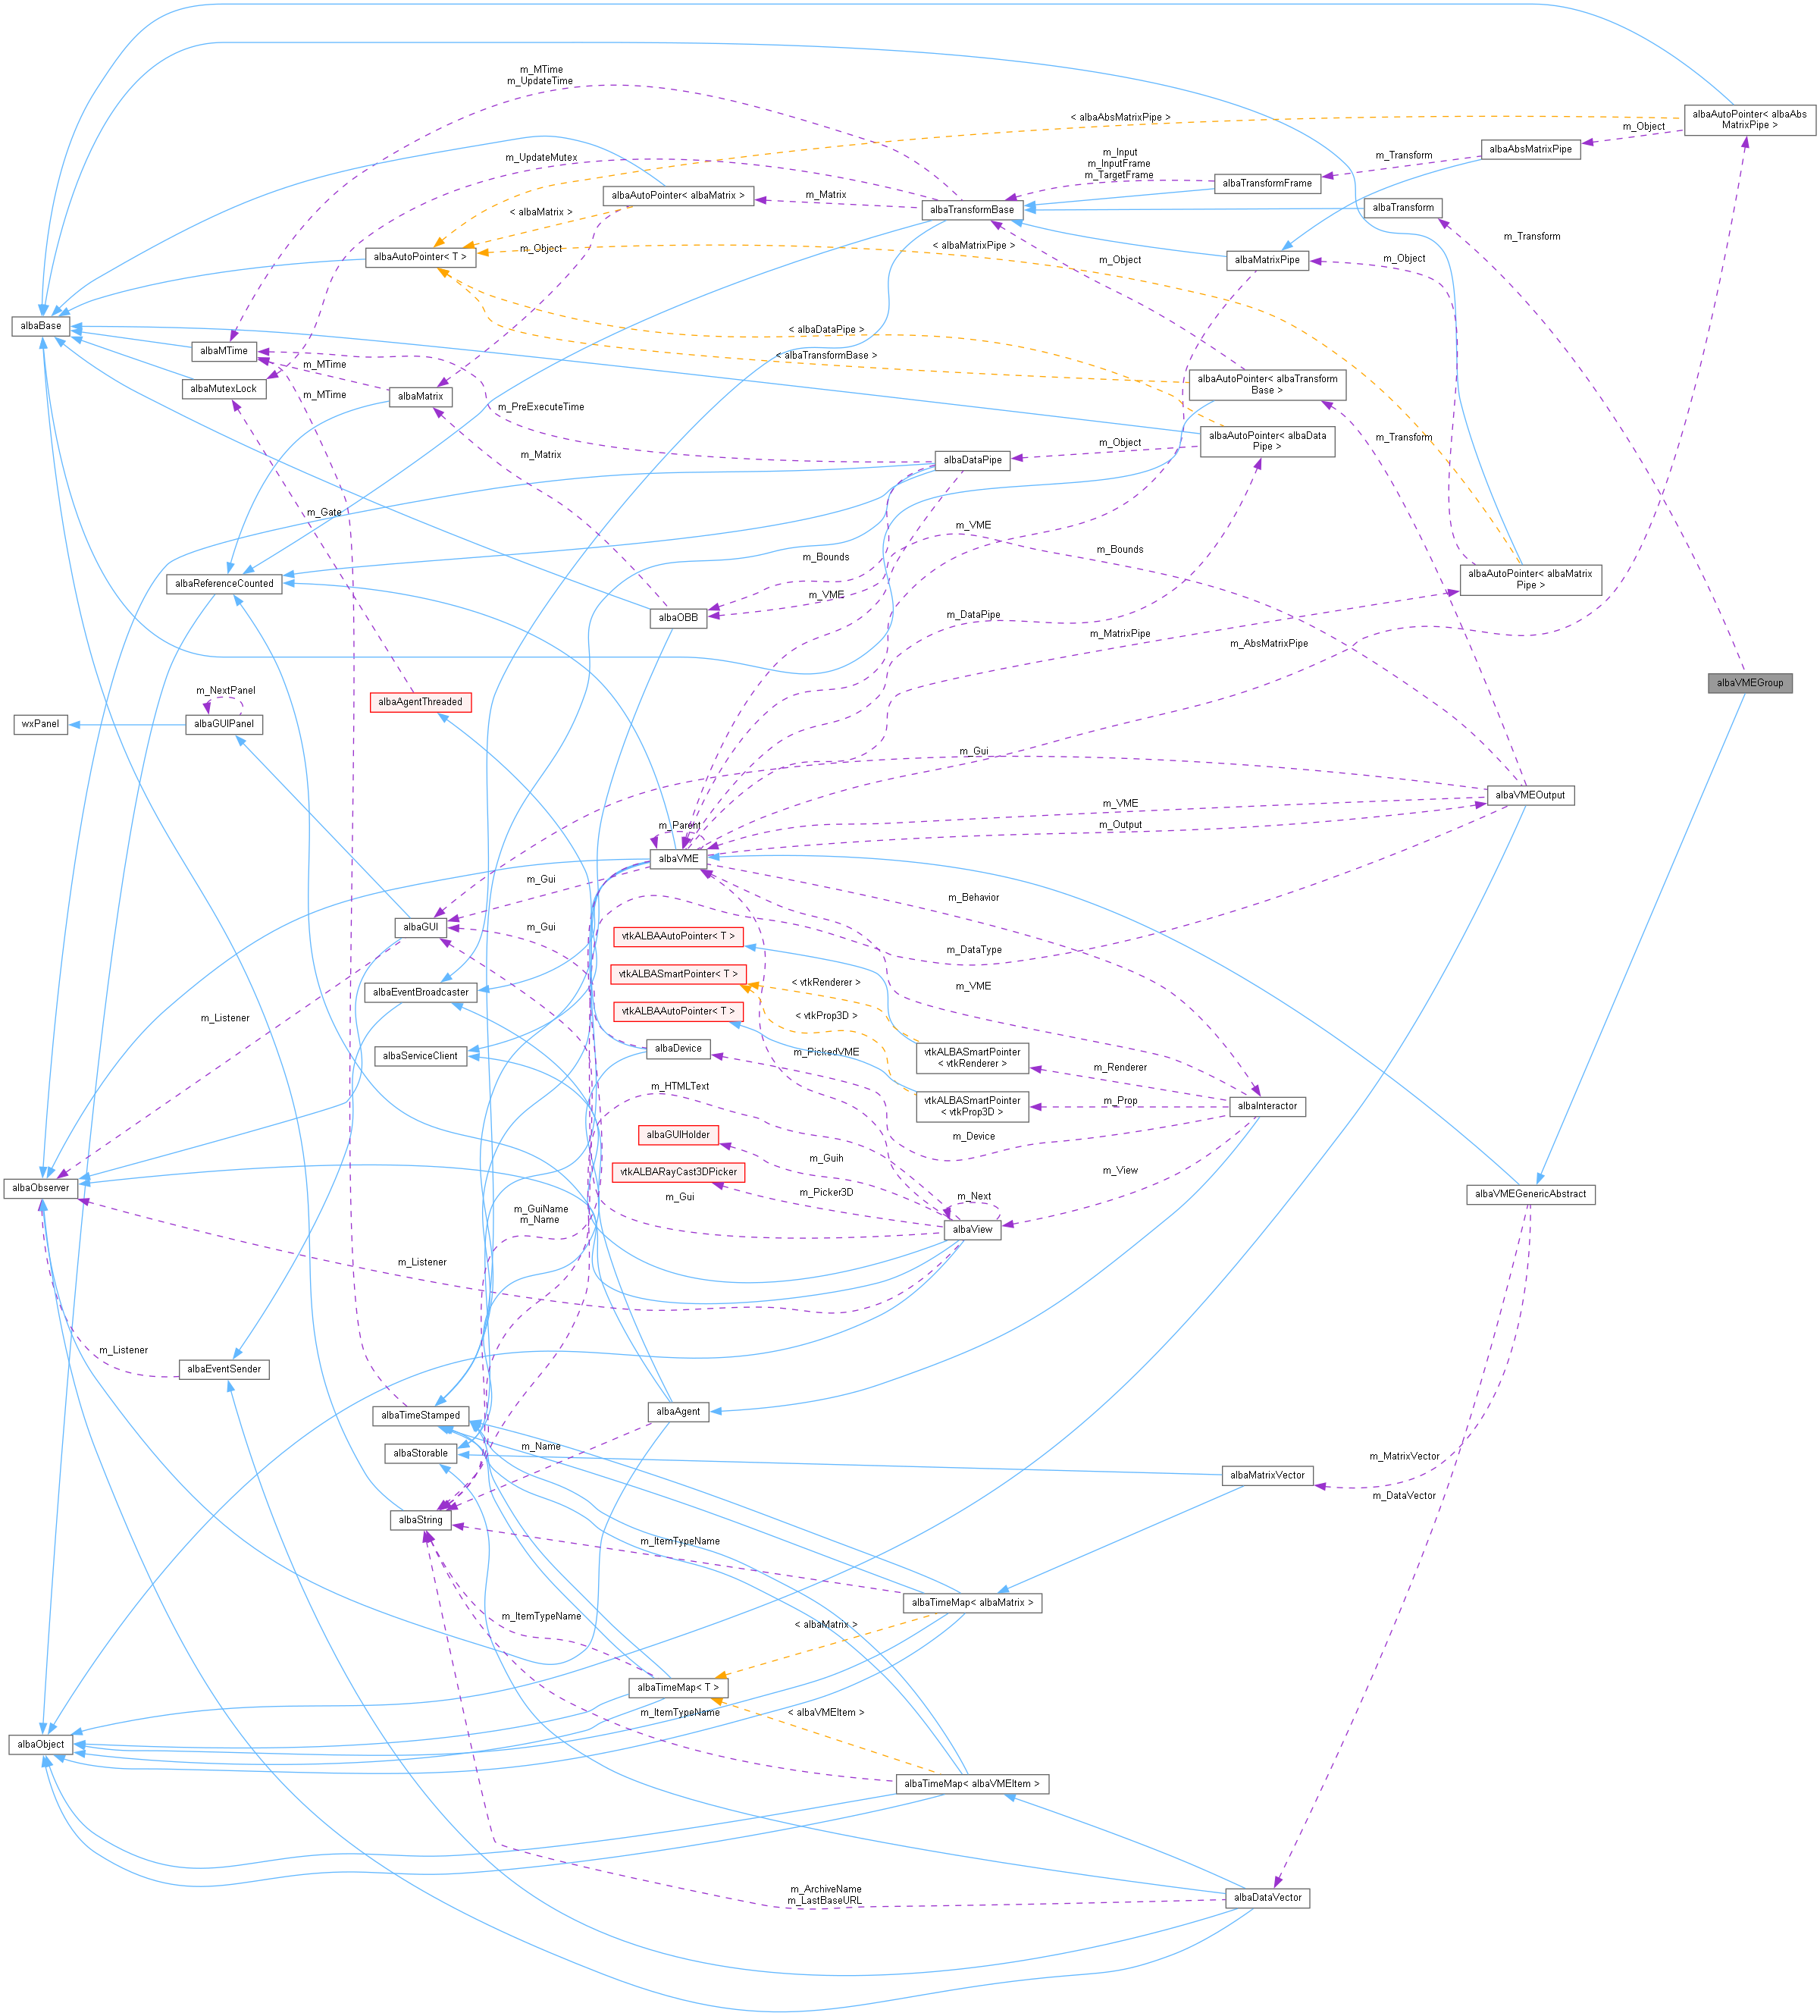 m_MTime
m_UpdateTime
< albaAbsMatrixPipe >
albaAutoPointer< albaAbs
MatrixPipe >
m_Object
albaAbsMatrixPipe
m_UpdateMutex
m_Input
m_InputFrame
m_TargetFrame
m_Transform
albaTransformFrame
albaAutoPointer< albaMatrix >
m_Matrix
albaTransformBase
albaTransform
< albaMatrix >
m_Transform
albaAutoPointer< T >
m_Object
< albaMatrixPipe >
m_Object
albaMatrixPipe
m_Object
albaBase
albaMTime
< albaDataPipe >
< albaTransformBase >
m_MTime
albaMutexLock
m_MTime
albaMatrix
albaAutoPointer< albaTransform
Base >
m_PreExecuteTime
m_Transform
albaAutoPointer< albaData
Pipe >
m_Object
m_Matrix
albaDataPipe
m_Gate
m_VME
m_Bounds
m_Bounds
albaReferenceCounted
albaAutoPointer< albaMatrix
Pipe >
m_VME
albaOBB
m_DataPipe
m_MatrixPipe
m_AbsMatrixPipe
albaVMEGroup
m_NextPanel
albaAgentThreaded
wxPanel
albaGUIPanel
m_Gui
albaVMEOutput
m_VME
m_Output
m_Parent
albaVME
m_Gui
m_Behavior
albaGUI
m_Gui
vtkALBAAutoPointer< T >
m_DataType
vtkALBASmartPointer< T >
< vtkRenderer >
m_VME
albaEventBroadcaster
vtkALBAAutoPointer< T >
< vtkProp3D >
m_Listener
albaServiceClient
albaDevice
m_PickedVME
vtkALBASmartPointer
< vtkRenderer >
m_Renderer
m_HTMLText
vtkALBASmartPointer
< vtkProp3D >
m_Prop
albaInteractor
albaGUIHolder
m_Device
m_Guih
vtkALBARayCast3DPicker
m_View
albaObserver
m_Picker3D
m_Gui
m_Next
albaVMEGenericAbstract
m_GuiName
m_Name
albaView
m_Listener
m_Listener
albaEventSender
albaTimeStamped
albaAgent
albaStorable
m_Name
m_MatrixVector
albaMatrixVector
m_DataVector
albaString
m_ItemTypeName
albaTimeMap< albaMatrix >
m_ItemTypeName
< albaMatrix >
albaTimeMap< T >
m_ItemTypeName
< albaVMEItem >
albaObject
albaTimeMap< albaVMEItem >
m_ArchiveName
m_LastBaseURL
albaDataVector